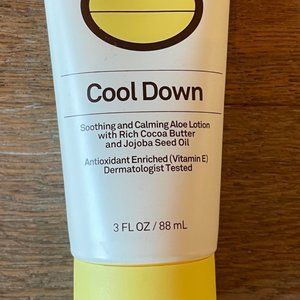 Cool Down
Soothing and Calming Aloe Lotion
with Rich Cocoa Butter
and Jojoba Seed Oil
Antioxidant Enriched (Vitamin E)
Dermatologist Tested
3 FL OZ / 88 mL